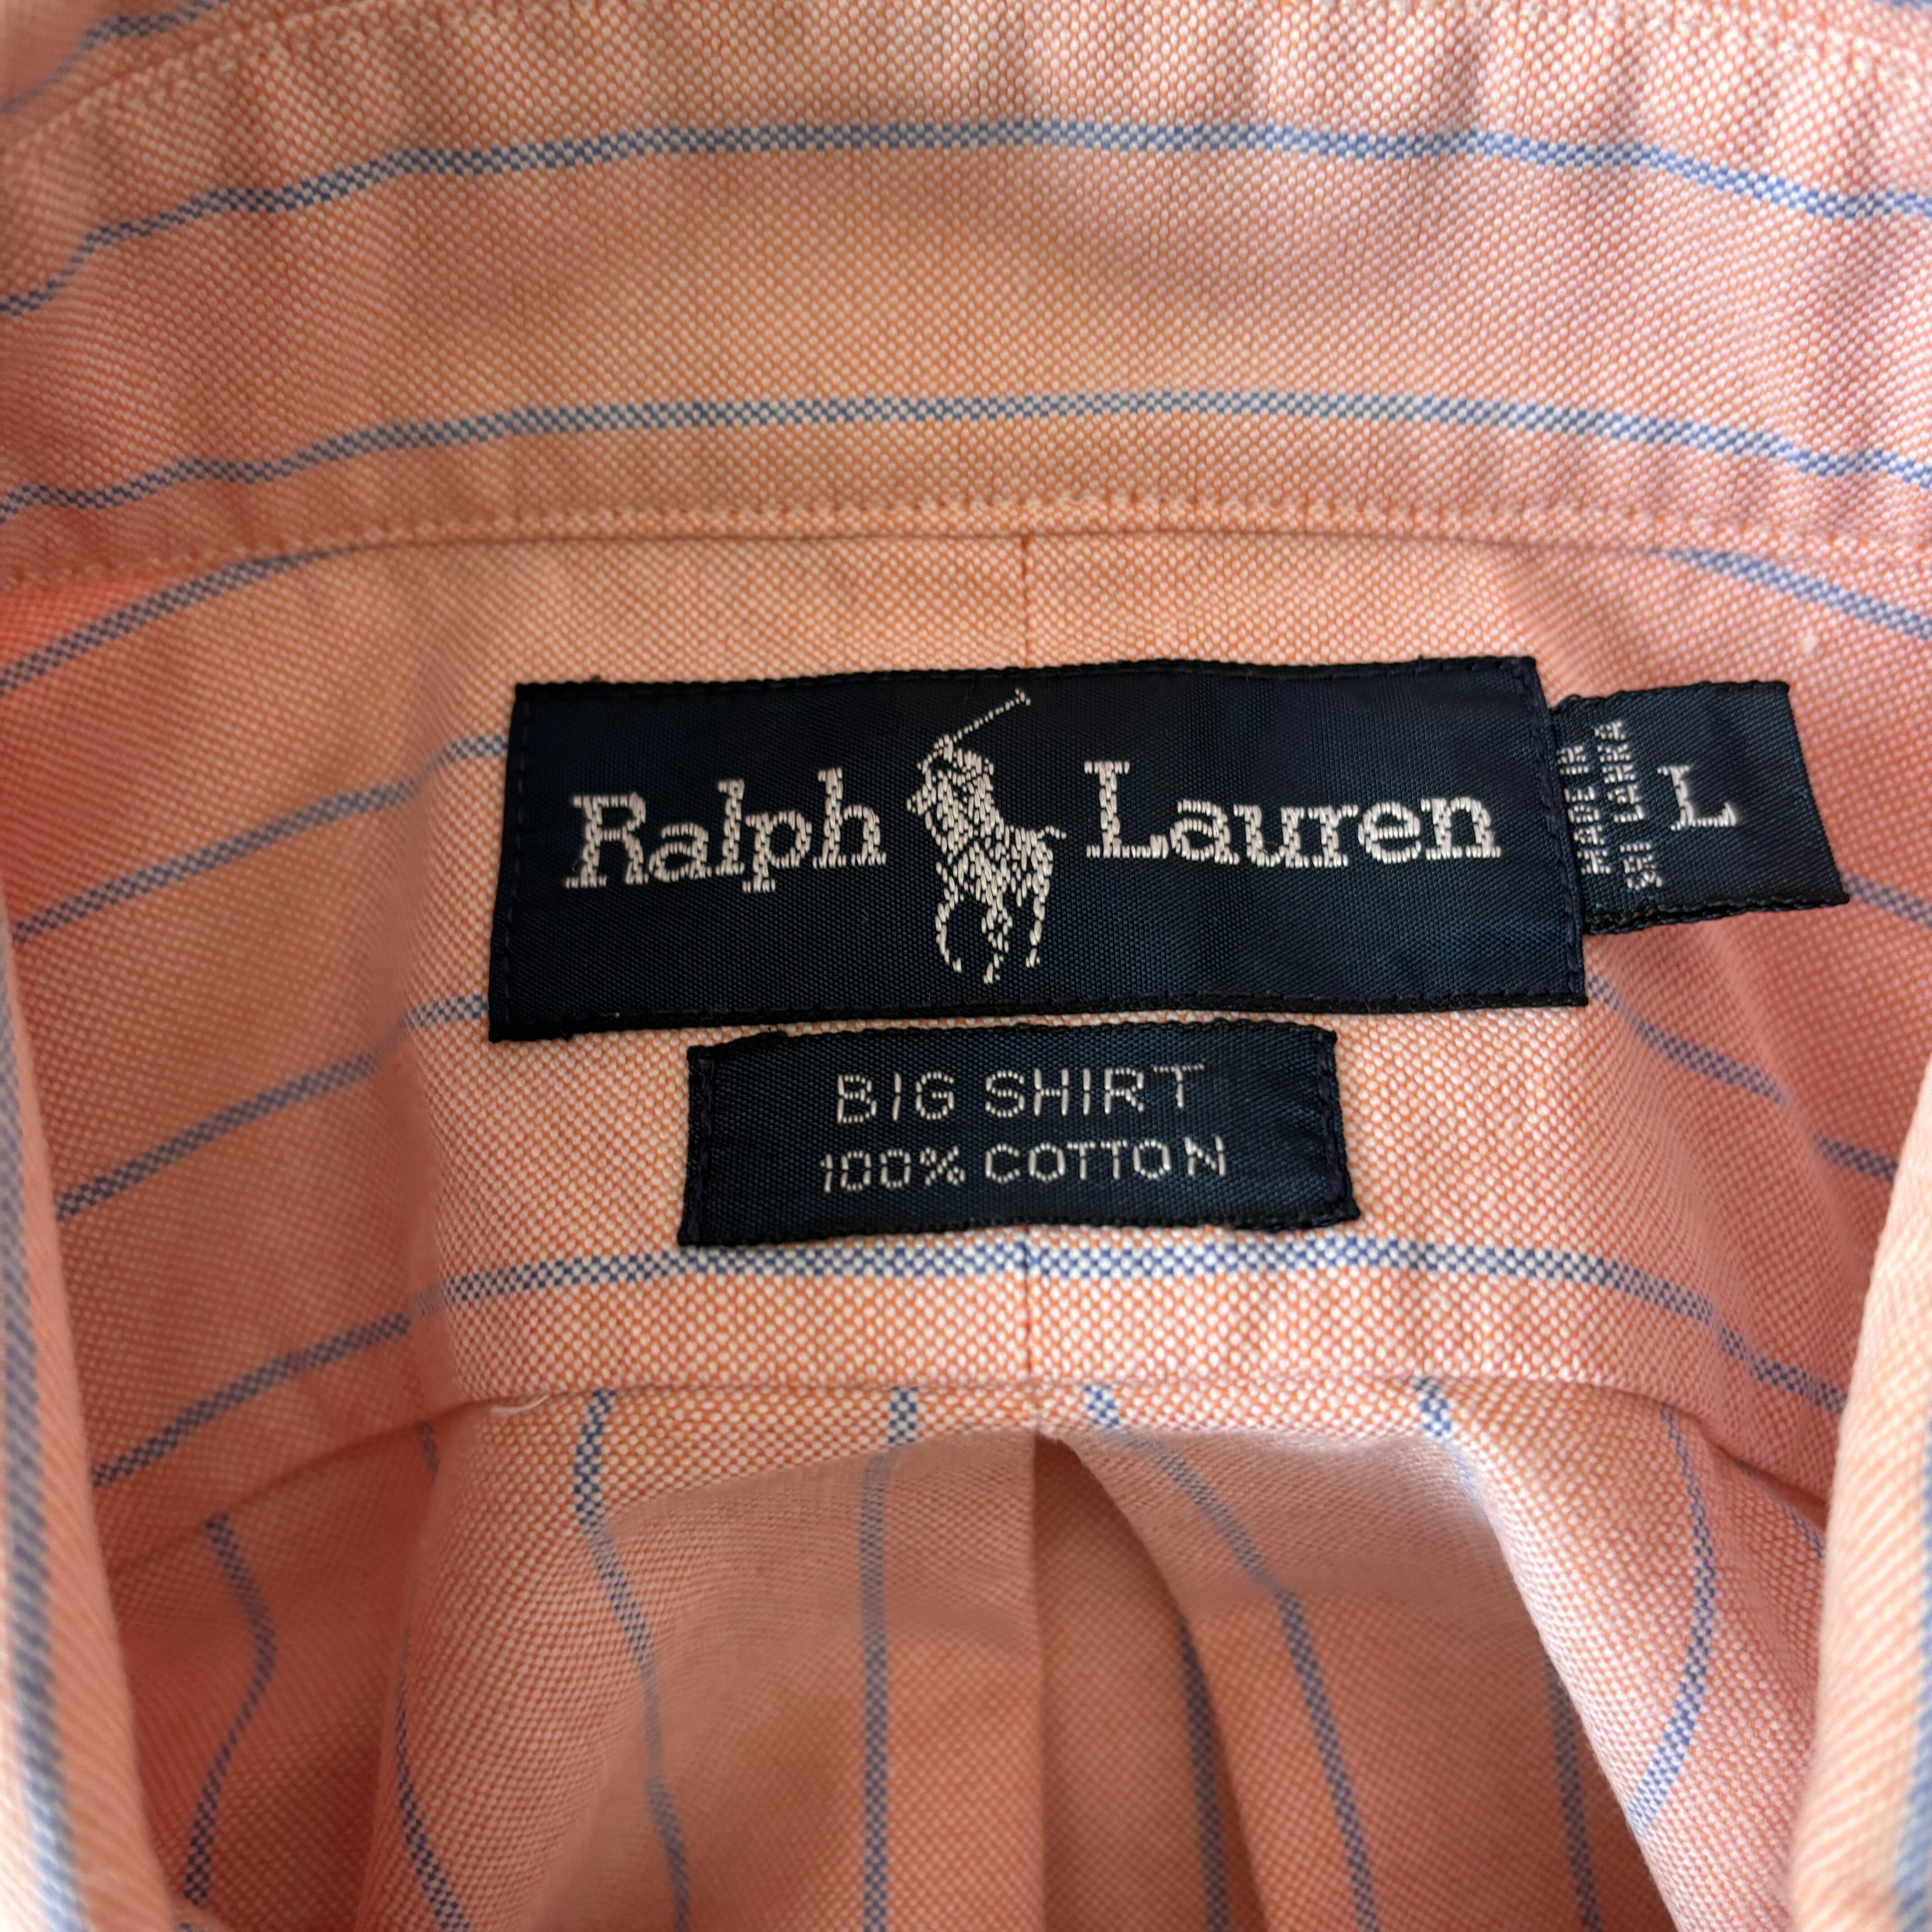 Ralph Lauren
MADE IN
SRI LANKA
L
BIG SHIRT
100% COTTON